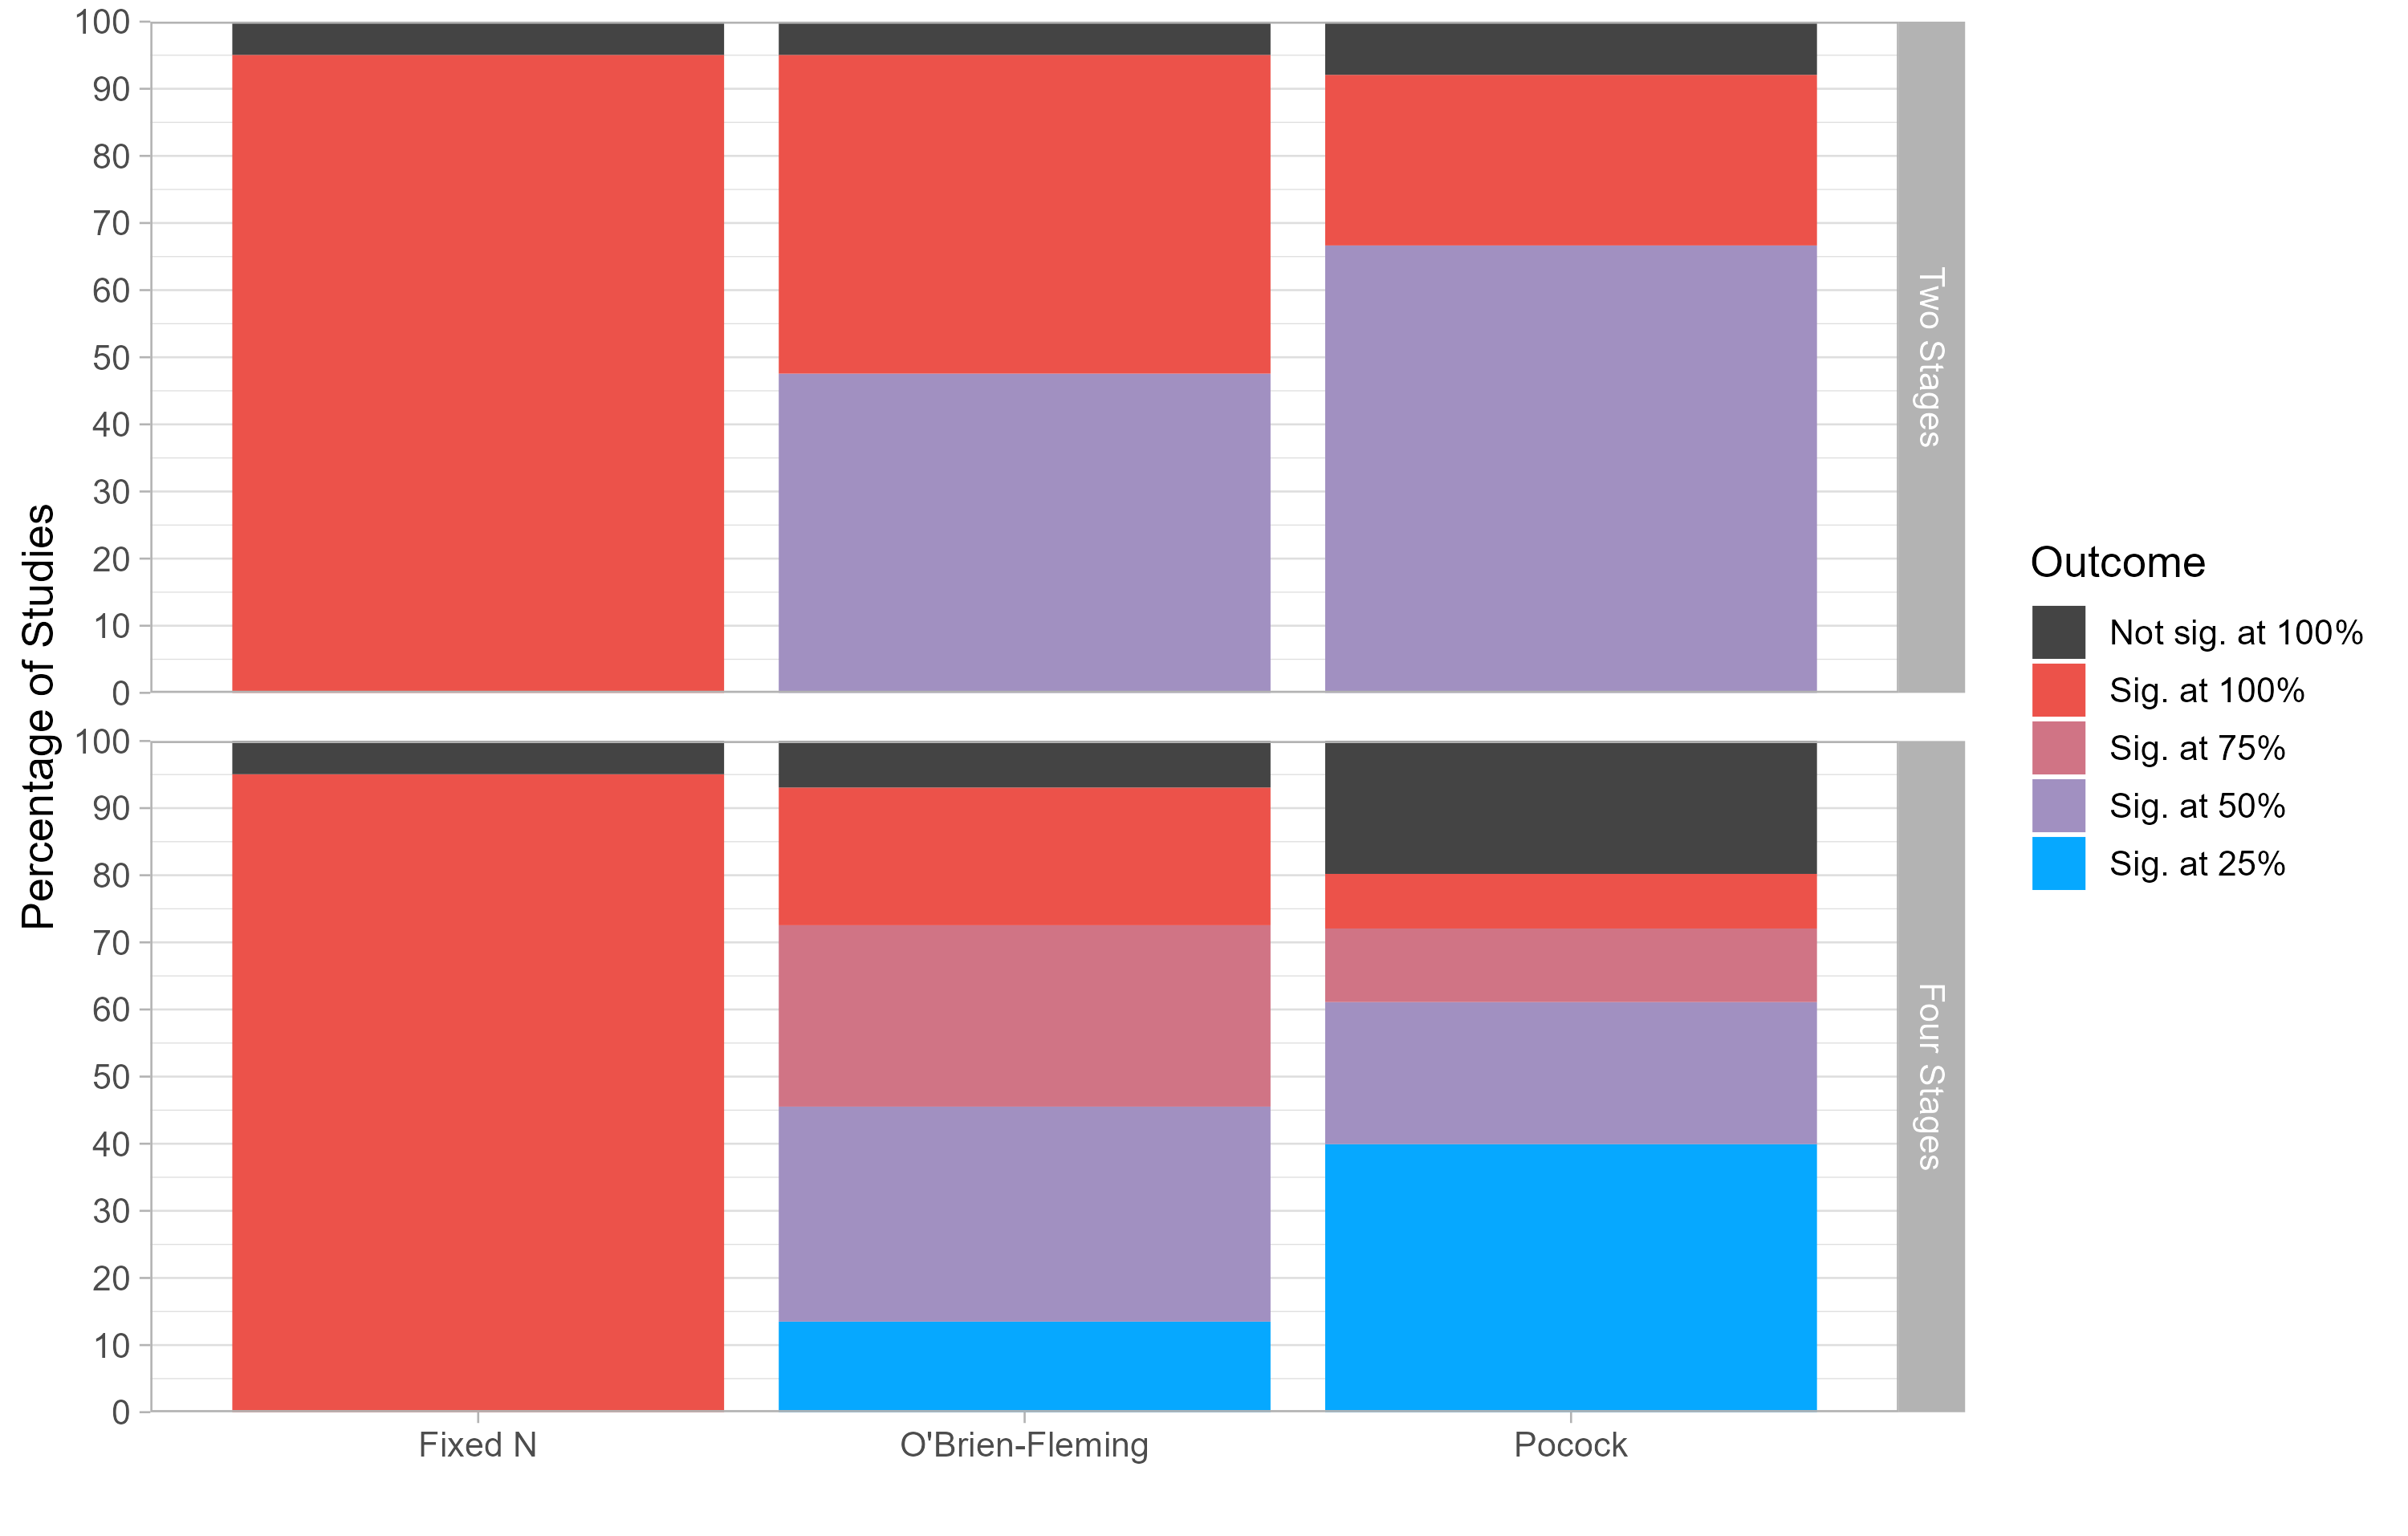 Percentage of Studies
100
90
80
70
60
50
40
30
20
10
0
Two Stages
100
90
80
70
60
50
40
30
20
10
0
Four Stages
Fixed N
O'Brien-Fleming
Pocock
Outcome
Not sig. at 100%
Sig. at 100%
Sig. at 75%
Sig. at 50%
Sig. at 25%